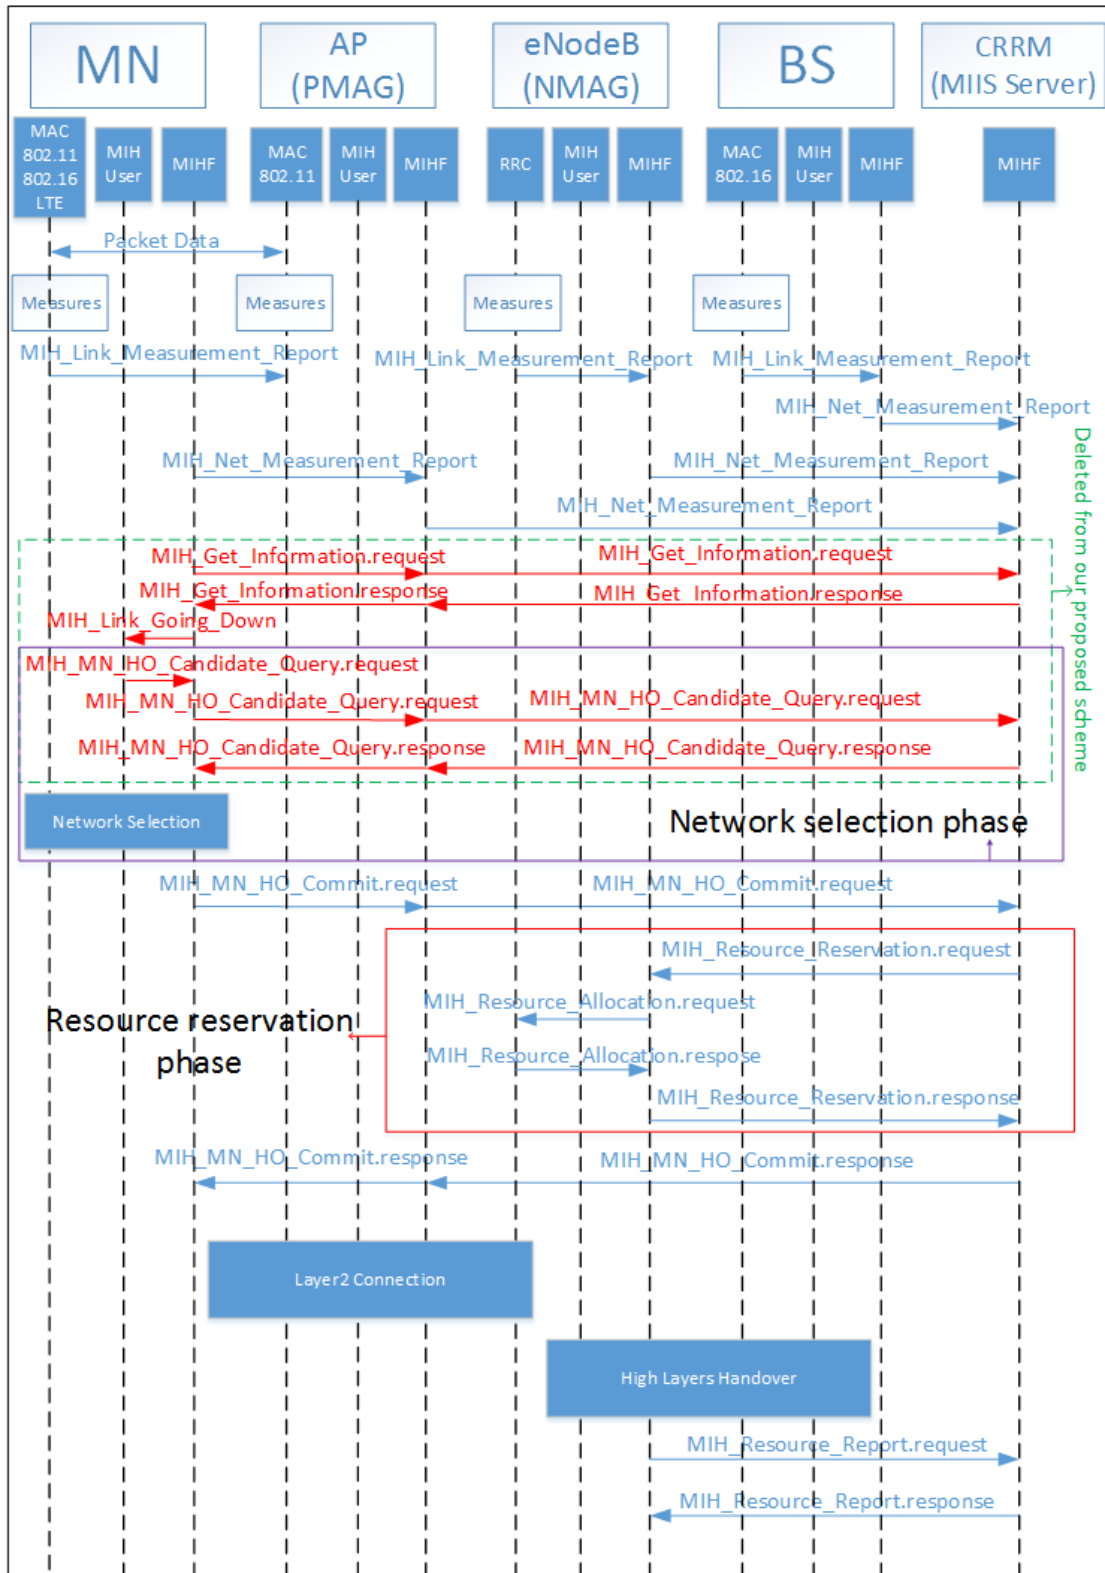 MN
AP
(PMAG)
eNodeB
(NMAG)
BS
CRRM
(MIIS Server)
MAC
802.11
802.16
LTE
MIH
User
MIHF
MAC
802.11
MIH
User
MIHF
RRC
MIH
User
MIHF
MAC
802.16
MIH
User
MIHF
MIHF
Packet Data
Measures
Measures
Measures
Measures
MIH_Link_Measurement_Report
MIH_Link_Measurement_Report
MIH_Link_Measurement_Report
MIH_Net_Measurement_Report
MIH_Net_Measurement_Report
MIH_Net_Measurement_Report
MIH_Net_Measurement_Report
Deleted from our proposed scheme
MIH_Get_Information.request
MIH_Get_Information.request
MIH_Get_Information.response
MIH_Get_Information.response
MIH_Link_Going_Down
MIH_MN_HO_Candidate_Query.request
MIH_MN_HO_Candidate_Query.request
MIH_MN_HO_Candidate_Query.request
MIH_MN_HO_Candidate_Query.response
MIH_MN_HO_Candidate_Query.response
Network Selection
Network selection phase
MIH_MN_HO_Commit.request
MIH_MN_HO_Commit.request
MIH_Resource_Reservation.request
MIH_Resource_Allocation.request
Resource reservation
phase
MIH_Resource_Allocation.respose
MIH_Resource_Reservation.response
MIH_MN_HO_Commit.response
MIH_MN_HO_Commit.response
Layer2 Connection
High Layers Handover
MIH_Resource_Report.request
MIH_Resource_Report.response